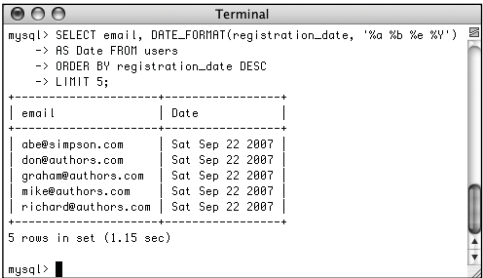 Terminal
mysql> SELECT email, DATE_FORMAT(registration_date, '%a %b %e %Y')
    -> AS Date FROM users
    -> ORDER BY registration_date DESC
    -> LIMIT 5;
+--------------------+-----------------+
| email              | Date            |
+--------------------+-----------------+
| abe@simpson.com    | Sat Sep 22 2007 |
| don@authors.com    | Sat Sep 22 2007 |
| graham@authors.com | Sat Sep 22 2007 |
| mike@authors.com   | Sat Sep 22 2007 |
| richard@authors.com | Sat Sep 22 2007 |
+--------------------+-----------------+
5 rows in set (1.15 sec)
mysql>